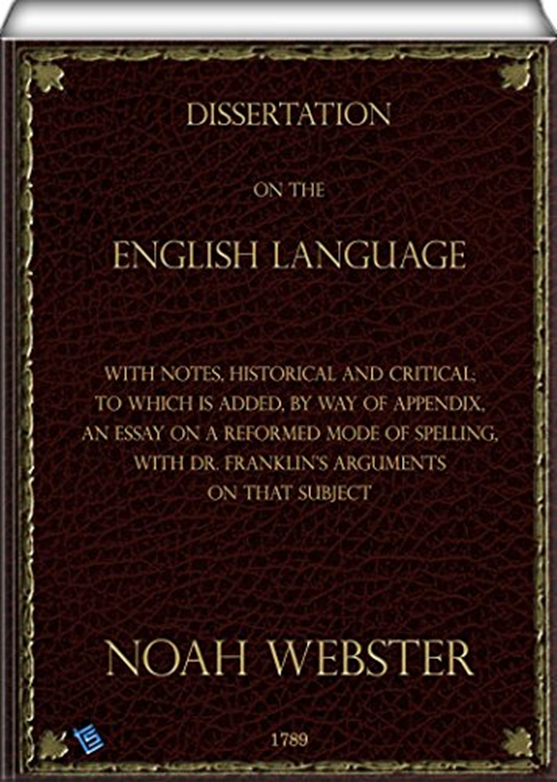 DISSERTATION
ON THE
ENGLISH LANGUAGE
WITH NOTES, HISTORICAL AND CRITICAL;
TO WHICH IS ADDED, BY WAY OF APPENDIX,
AN ESSAY ON A REFORMED MODE OF SPELLING,
WITH DR. FRANKLIN'S ARGUMENTS
ON THAT SUBJECT
NOAH WEBSTER
1789